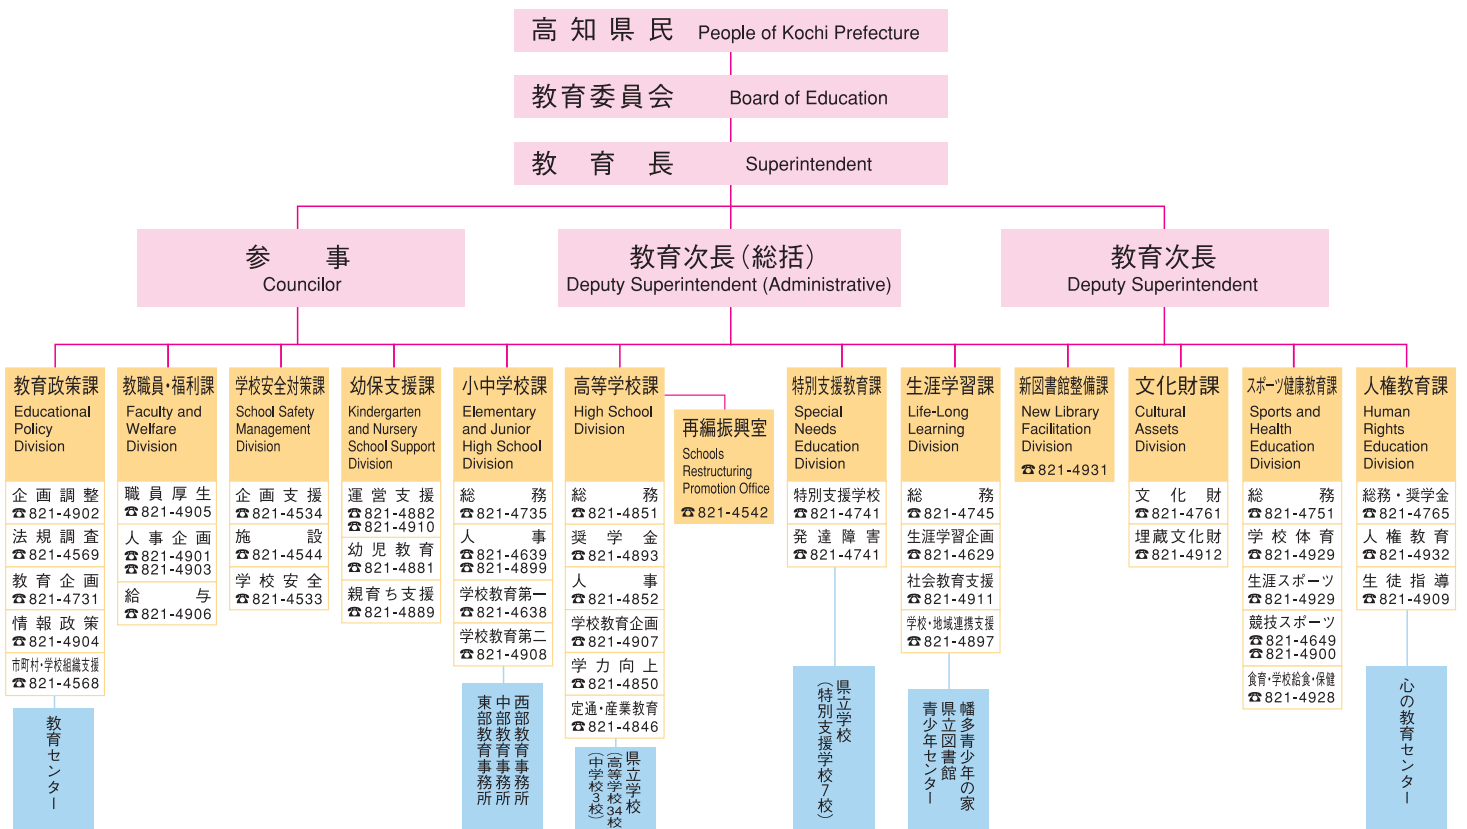 高知県民 People of Kochi Prefecture
教育委員会 Board of Education
教育長 Superintendent
参事
Councilor
教育次長(総括)
Deputy Superintendent (Administrative)
教育次長
Deputy Superintendent
教育政策課
Educational
Policy
Division
企画調整
☎821-4902
法規調査
☎821-4569
教育企画
☎821-4731
情報政策
☎821-4904
市町村・学校組織支援
☎821-4568
教育センター
教職員・福利課
Faculty and
Welfare
Division
職員厚生
☎821-4905
人事企画
☎821-4901
☎821-4903
給与
☎821-4906
学校安全対策課
School Safety
Management
Division
企画支援
☎821-4534
施設
☎821-4544
学校安全
☎821-4533
幼保支援課
Kindergarten
and Nursery
School Support
Division
運営支援
☎821-4882
☎821-4910
幼児教育
☎821-4881
親育ち支援
☎821-4889
小中学校課
Elementary
and Junior
High School
Division
総務
☎821-4735
人事
☎821-4639
☎821-4899
学校教育第一
☎821-4638
学校教育第二
☎821-4908
西部教育事務所
中部教育事務所
東部教育事務所
高等学校課
High School
Division
総務
☎821-4851
奨学金
☎821-4893
人事
☎821-4852
学校教育企画
☎821-4907
学力向上
☎821-4850
定通・産業教育
☎821-4846
県立学校
(高等学校34校
(中学校3校)
再編振興室
Schools
Restructuring
Promotion Office
☎821-4542
特別支援教育課
Special
Needs
Education
Division
特別支援学校
☎821-4741
発達障害
☎821-4741
県立学校
(特別支援学校7校)
生涯学習課
Life-Long
Learning
Division
総務
☎821-4745
生涯学習企画
☎821-4629
社会教育支援
☎821-4911
学校・地域連携支援
☎821-4897
幡多青少年の家
県立図書館
青少年センター
新図書館整備課
New Library
Facilitation
Division
☎821-4931
文化財課
Cultural
Assets
Division
文化財
☎821-4761
埋蔵文化財
☎821-4912
スポーツ健康教育課
Sports and
Health
Education
Division
総務
☎821-4751
学校体育
☎821-4929
生涯スポーツ
☎821-4929
競技スポーツ
☎821-4649
☎821-4900
食育・学校給食・保健
☎821-4928
人権教育課
Human
Rights
Education
Division
総務・奨学金
☎821-4765
人権教育
☎821-4932
生徒指導
☎821-4909
心の教育センター